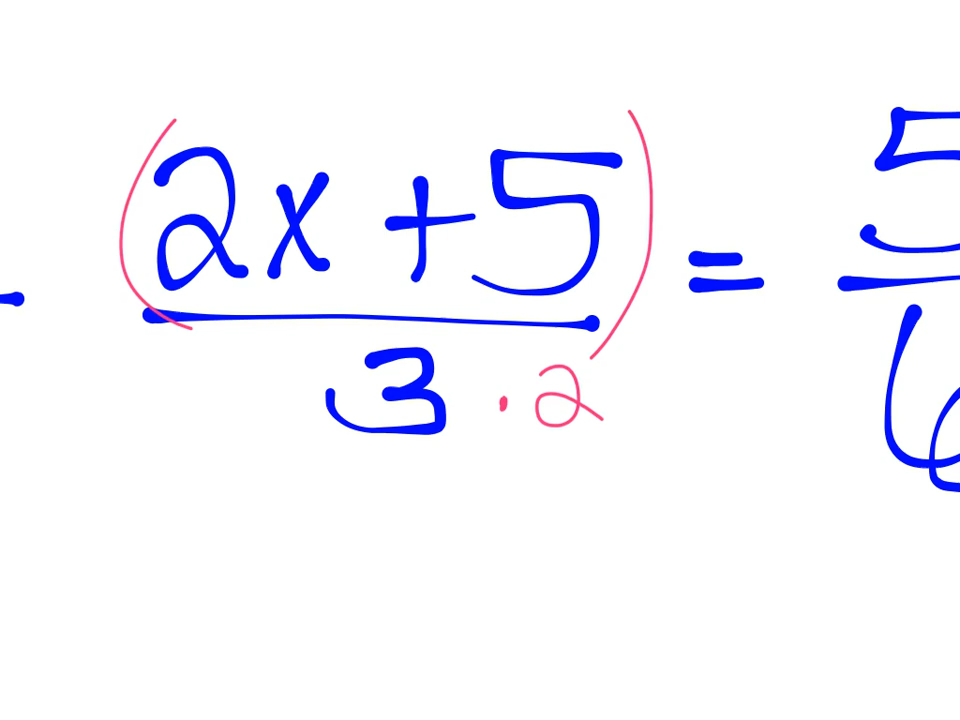 - (2x + 5) / 3 · 2 = 5 / 6